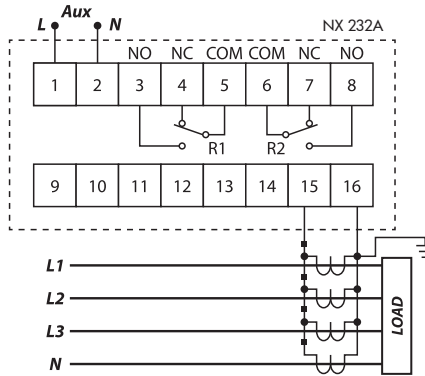 Aux
L N
NX 232A
NO NC COM COM NC NO
1 2 3 4 5 6 7 8
R1 R2
9 10 11 12 13 14 15 16
L1
L2
L3
N
LOAD